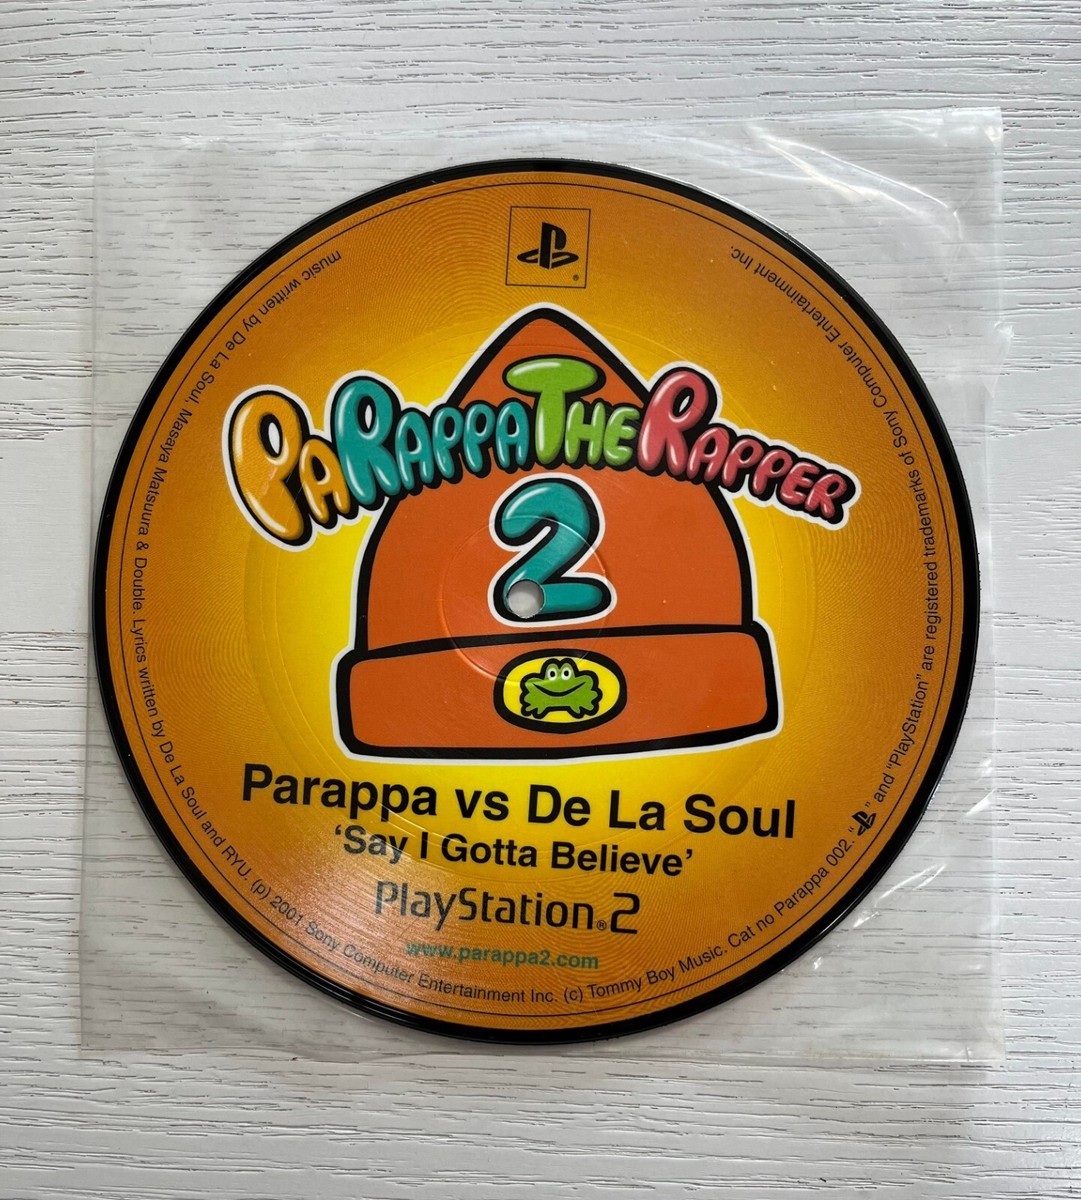 PaRappa The Rapper
2
Parappa vs De La Soul
'Say I Gotta Believe'
PlayStation®2
www.parappa2.com
music written by De La Soul, Masaya Matsuura & Double. Lyrics written by De La Soul and RYU. (p) 2001 Sony Computer Entertainment Inc. (c) Tommy Boy Music. Cat no Parappa 002. " " and "PlayStation" are registered trademarks of Sony Computer Entertainment Inc.
®